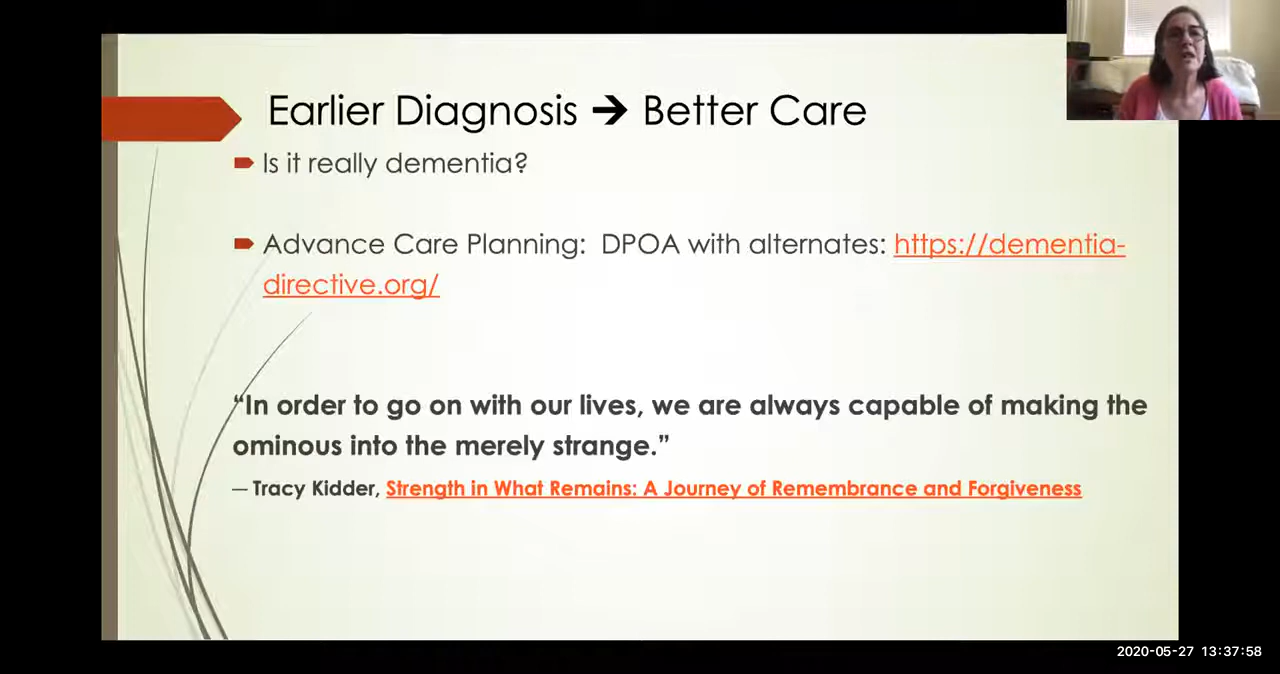 Earlier Diagnosis → Better Care
Is it really dementia?
Advance Care Planning:  DPOA with alternates: https://dementia-
directive.org/
“In order to go on with our lives, we are always capable of making the
ominous into the merely strange.”
― Tracy Kidder, Strength in What Remains: A Journey of Remembrance and Forgiveness
2020-05-27 13:37:58